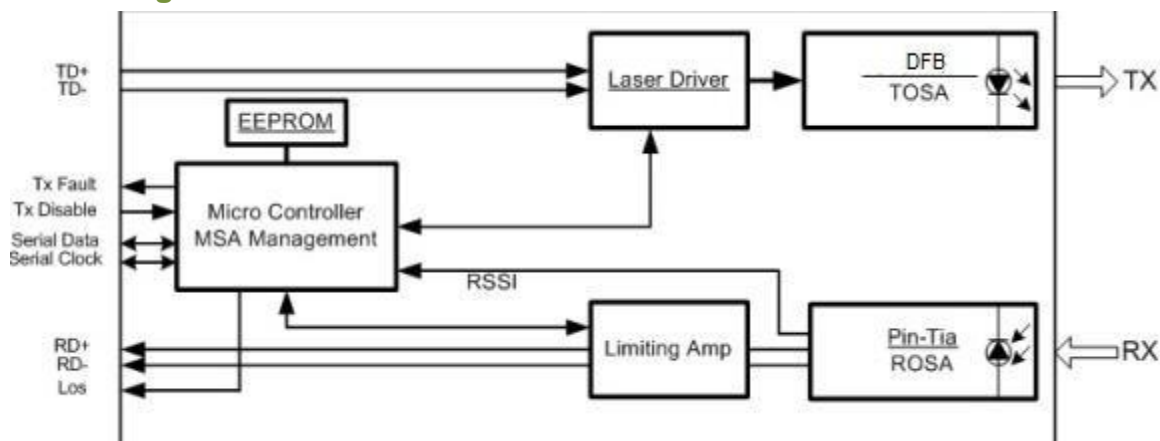 TD+
TD-
Laser Driver
DFB
TOSA
TX
EEPROM
Tx Fault
Tx Disable
Serial Data
Serial Clock
Micro Controller
MSA Management
RSSI
RD+
RD-
Los
Limiting Amp
Pin-Tia
ROSA
RX